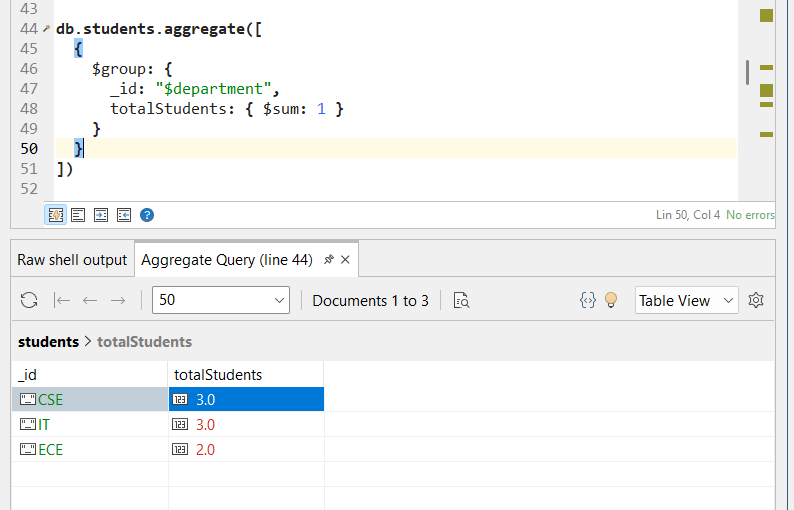 43
44 db.students.aggregate([
45 {
46 $group: {
47 _id: "$department",
48 totalStudents: { $sum: 1 }
49 }
50 }
51 ])
52
Lin 50, Col 4 No errors
Raw shell output Aggregate Query (line 44)
50 Documents 1 to 3 Table View
students > totalStudents
_id totalStudents
CSE 3.0
IT 3.0
ECE 2.0